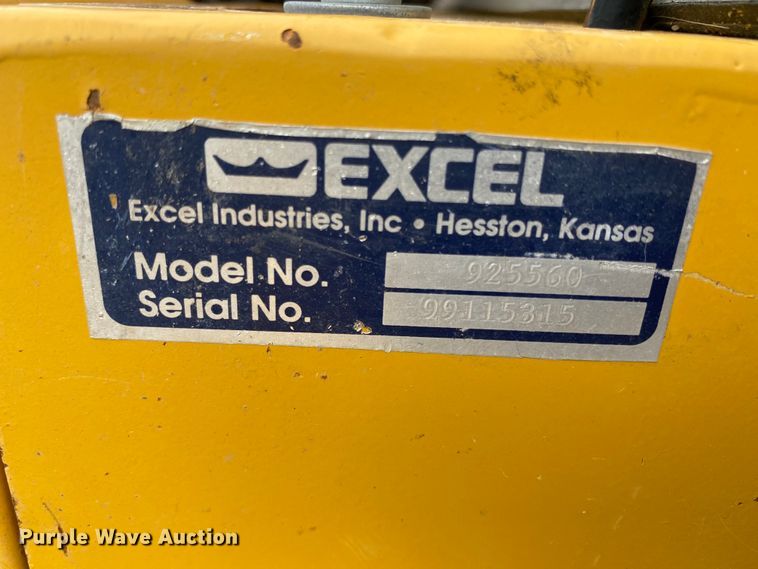 EXCEL
Excel Industries, Inc • Hesston, Kansas
Model No. 925560
Serial No. 99115315
Purple Wave Auction